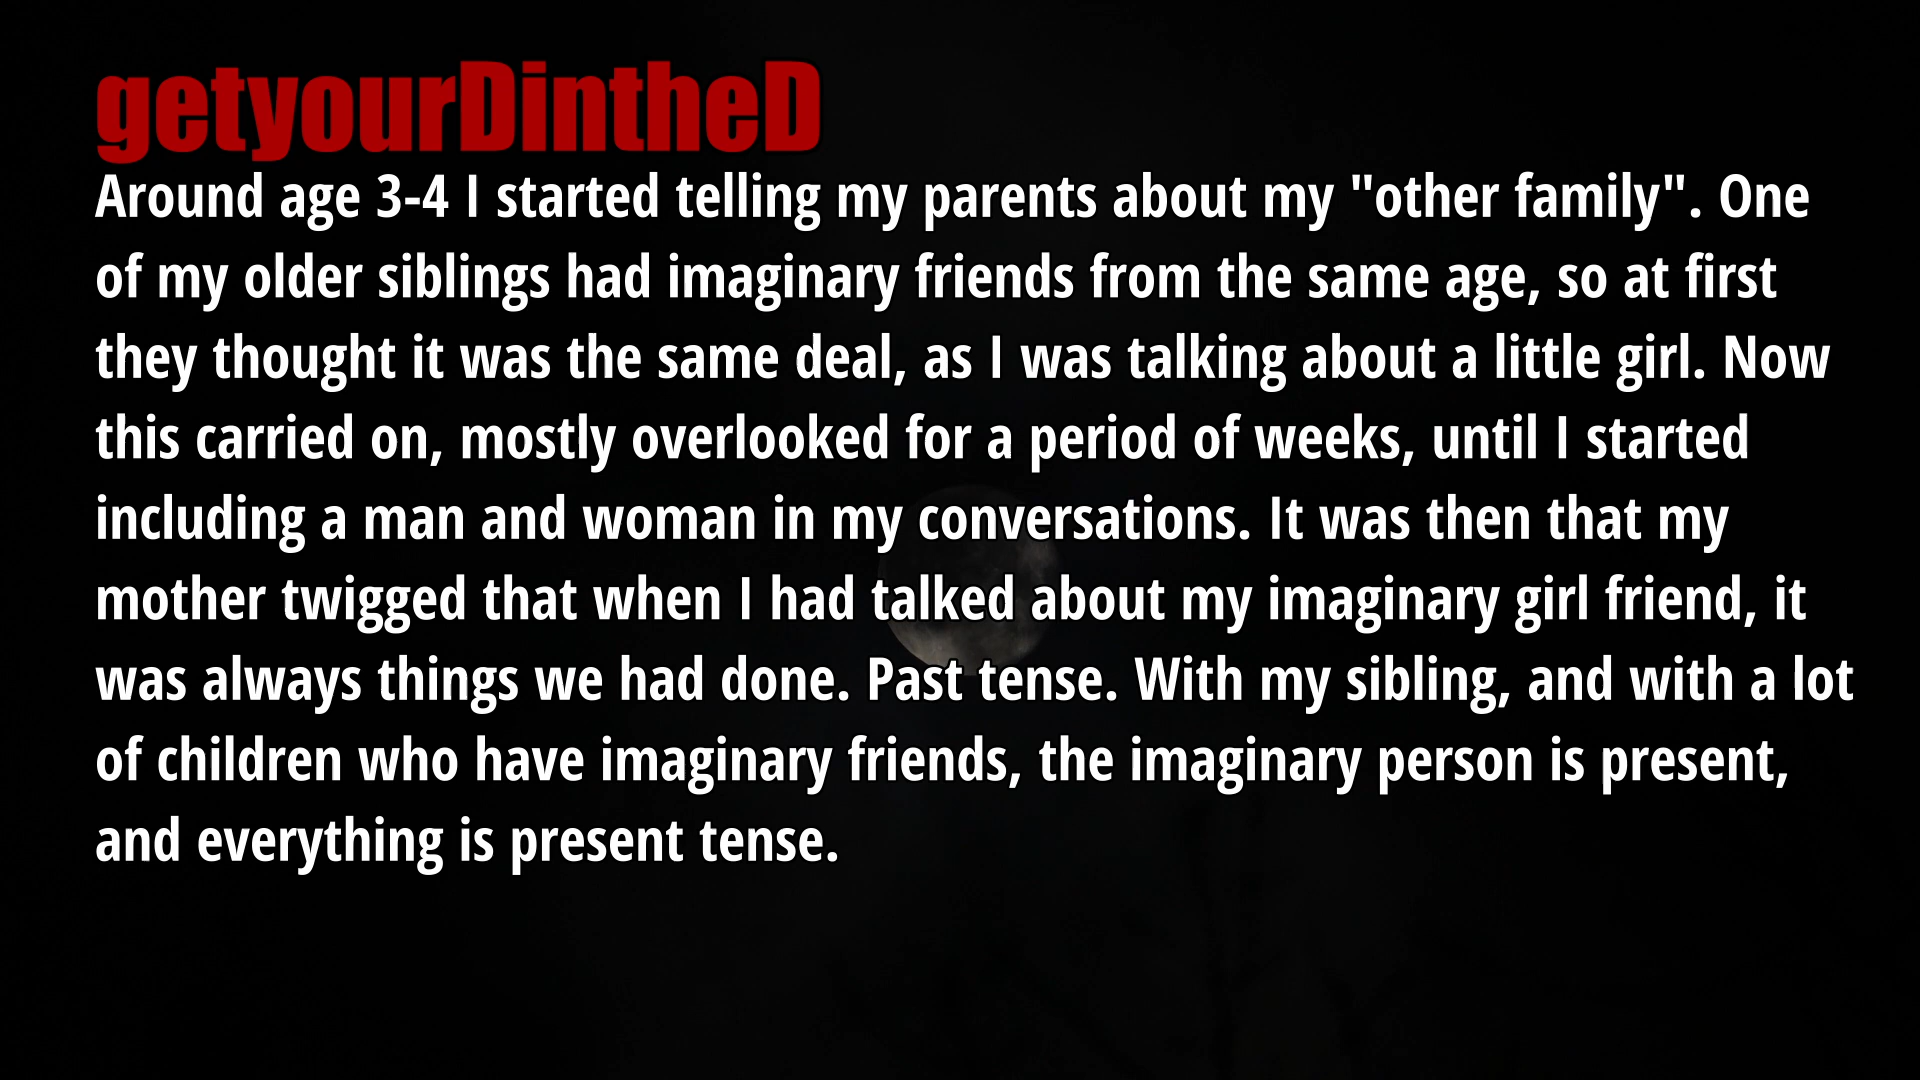 getyourDintheD
Around age 3-4 I started telling my parents about my "other family". One
of my older siblings had imaginary friends from the same age, so at first
they thought it was the same deal, as I was talking about a little girl. Now
this carried on, mostly overlooked for a period of weeks, until I started
including a man and woman in my conversations. It was then that my
mother twigged that when I had talked about my imaginary girl friend, it
was always things we had done. Past tense. With my sibling, and with a lot
of children who have imaginary friends, the imaginary person is present,
and everything is present tense.